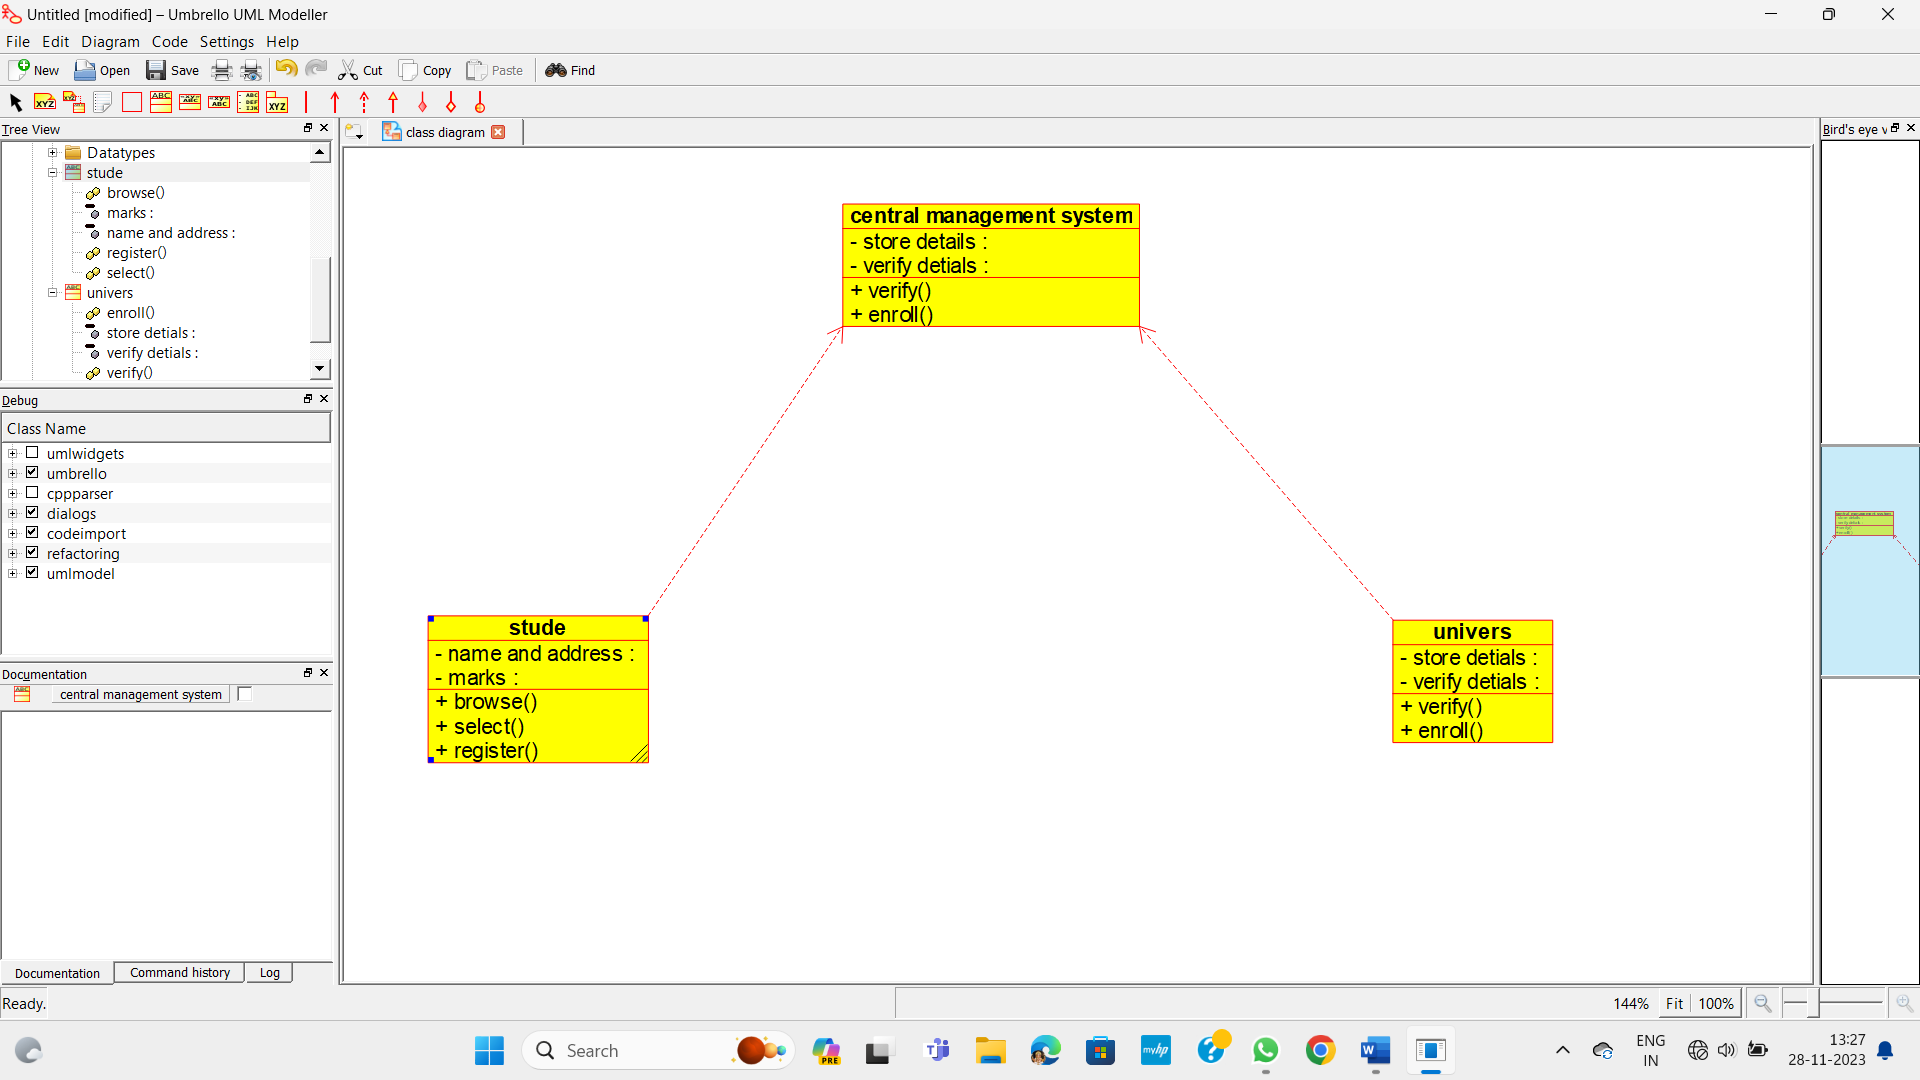 Untitled [modified] – Umbrello UML Modeller
File Edit Diagram Code Settings Help
New Open Save Cut Copy Paste Find
Tree View
Datatypes
stude
browse()
marks :
name and address :
register()
select()
univers
enroll()
store detials :
verify detials :
verify()
Debug
Class Name
umlwidgets
umbrello
cppparser
dialogs
codeimport
refactoring
umlmodel
Documentation
central management system
Documentation Command history Log
class diagram
central management system
- store details :
- verify detials :
+ verify()
+ enroll()
stude
- name and address :
- marks :
+ browse()
+ select()
+ register()
univers
- store detials :
- verify detials :
+ verify()
+ enroll()
Bird's eye v
Ready.
144% Fit 100%
Search
PRE
myhp
ENG
IN
13:27
28-11-2023